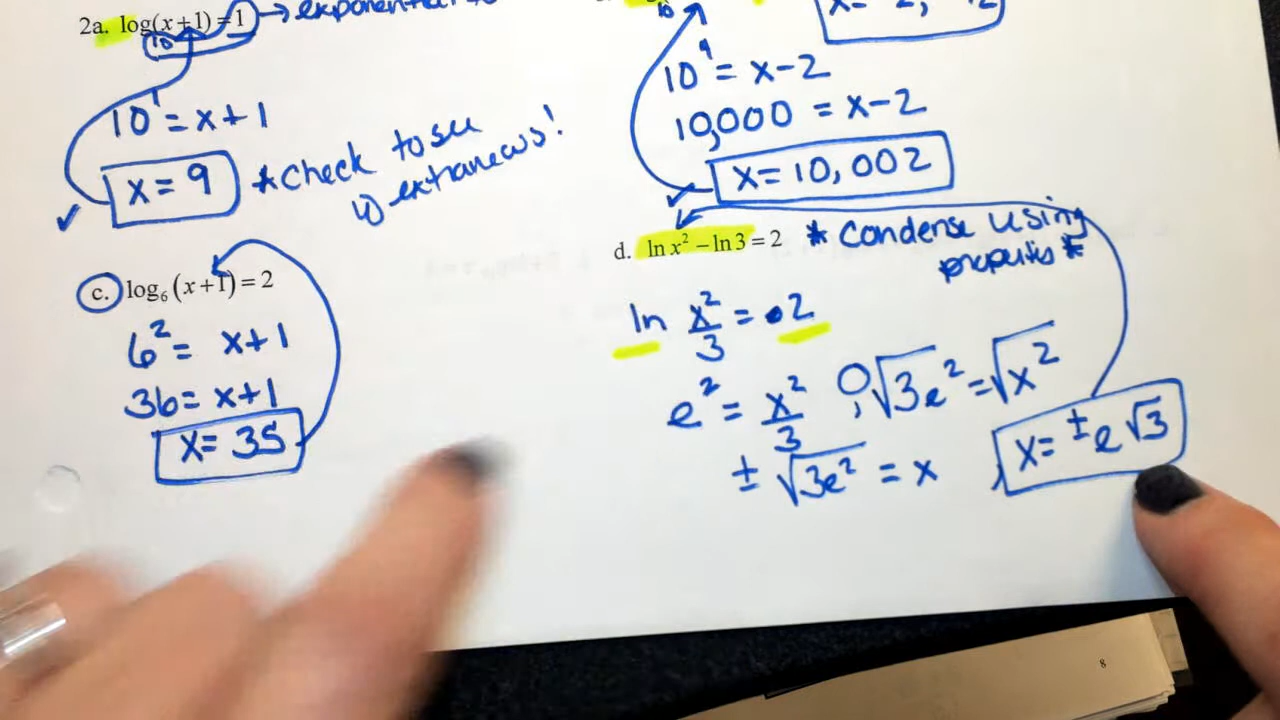 2a. log(x+1) = 1 → exponential
10
10¹ = x+1
x = 9 *Check to see
extraneous!
c. log₆(x+1) = 2
6² = x+1
36 = x+1
x = 35
10
10⁴ = x-2
10,000 = x-2
x = 10,002
d. ln x² – ln 3 = 2 * Condense using
properties *
ln x²/3 = 2
e² = x²/3 , √3e² = √x²
± √3e² = x
x = ± e√3
8